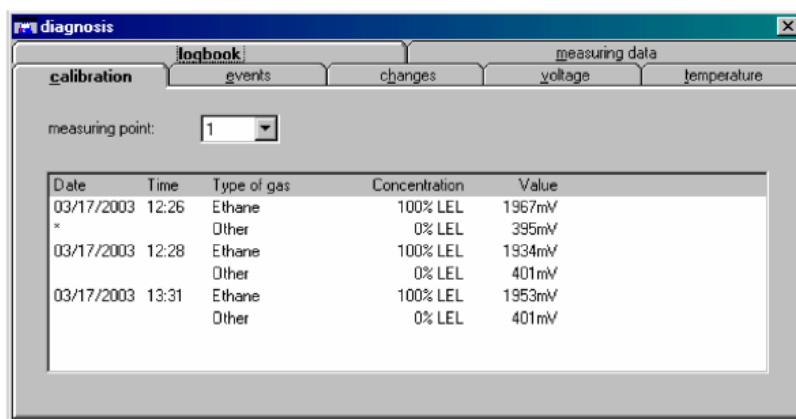 diagnosis
logbook measuring data
calibration events changes voltage temperature
measuring point: 1
Date Time Type of gas Concentration Value
03/17/2003 12:26 Ethane 100% LEL 1967mV
* Other 0% LEL 395mV
03/17/2003 12:28 Ethane 100% LEL 1934mV
Other 0% LEL 401mV
03/17/2003 13:31 Ethane 100% LEL 1953mV
Other 0% LEL 401mV